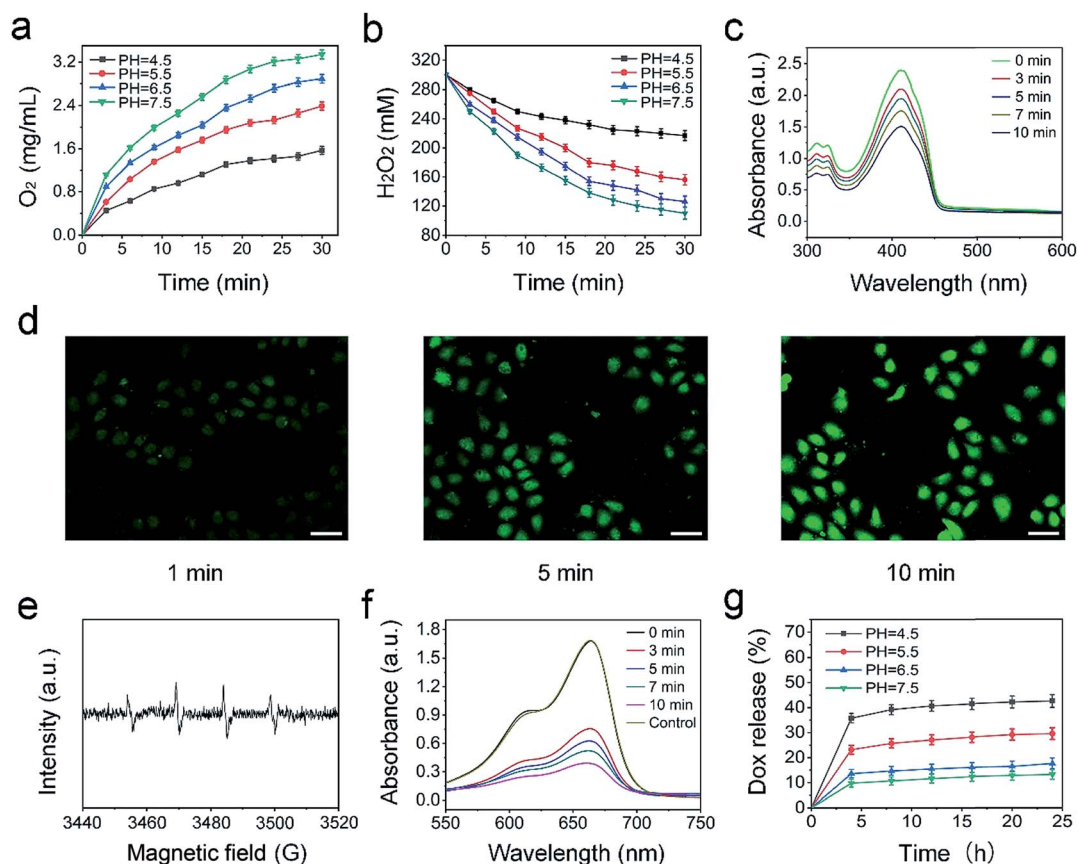 a
O₂ (mg/mL)
3.2
2.4
1.6
0.8
0.0
PH=4.5
PH=5.5
PH=6.5
PH=7.5
0 5 10 15 20 25 30
Time (min)
b
H₂O₂ (mM)
320
280
240
200
160
120
80
PH=4.5
PH=5.5
PH=6.5
PH=7.5
0 5 10 15 20 25 30
Time (min)
c
Absorbance (a.u.)
2.5
2.0
1.5
1.0
0.5
0.0
0 min
3 min
5 min
7 min
10 min
300 400 500 600
Wavelength (nm)
d
1 min
5 min
10 min
e
Intensity (a.u.)
3440 3460 3480 3500 3520
Magnetic field (G)
f
Absorbance (a.u.)
1.8
1.5
1.2
0.9
0.6
0.3
0.0
0 min
3 min
5 min
7 min
10 min
Control
550 600 650 700 750
Wavelength (nm)
g
Dox release (%)
70
60
50
40
30
20
10
0
PH=4.5
PH=5.5
PH=6.5
PH=7.5
0 5 10 15 20 25
Time (h)